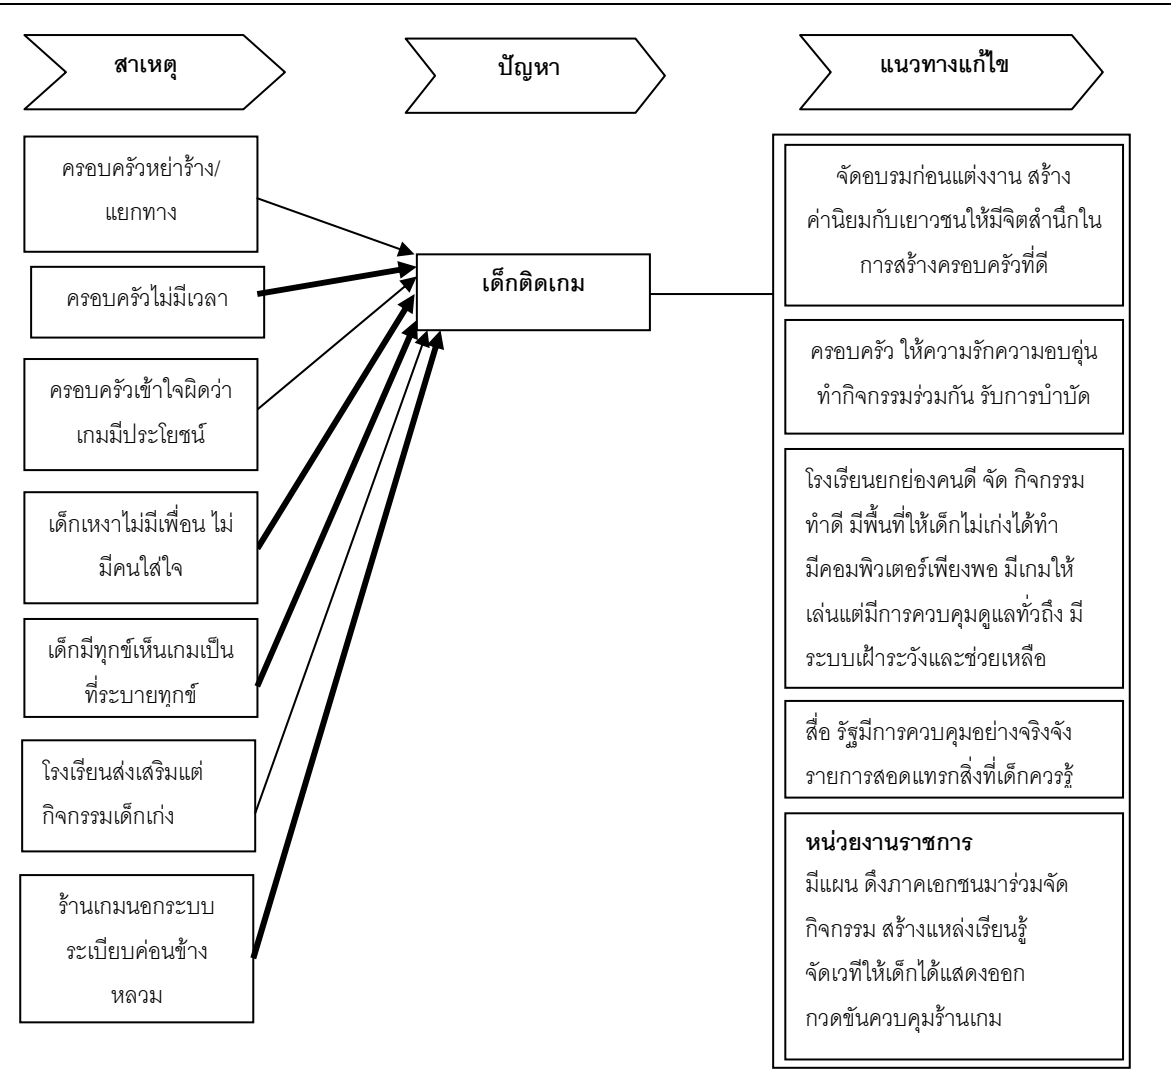 สาเหตุ
ปัญหา
แนวทางแก้ไข
ครอบครัวหย่าร้าง/
แยกทาง
ครอบครัวไม่มีเวลา
ครอบครัวเข้าใจผิดว่า
เกมมีประโยชน์
เด็กเหงาไม่มีเพื่อน ไม่
มีคนใส่ใจ
เด็กมีทุกข์เห็นเกมเป็น
ที่ระบายทุกข์
โรงเรียนส่งเสริมแต่
กิจกรรมเด็กเก่ง
ร้านเกมนอกระบบ
ระเบียบค่อนข้าง
หลวม
เด็กติดเกม
จัดอบรมก่อนแต่งงาน สร้าง
ค่านิยมกับเยาวชนให้มีจิตสำนึกใน
การสร้างครอบครัวที่ดี
ครอบครัว ให้ความรักความอบอุ่น
ทำกิจกรรมร่วมกัน รับการบำบัด
โรงเรียนยกย่องคนดี จัด กิจกรรม
ทำดี มีพื้นที่ให้เด็กไม่เก่งได้ทำ
มีคอมพิวเตอร์เพียงพอ มีเกมให้
เล่นแต่มีการควบคุมดูแลทั่วถึง มี
ระบบเฝ้าระวังและช่วยเหลือ
สื่อ รัฐมีการควบคุมอย่างจริงจัง
รายการสอดแทรกสิ่งที่เด็กควรรู้
หน่วยงานราชการ
มีแผน ดึงภาคเอกชนมาร่วมจัด
กิจกรรม สร้างแหล่งเรียนรู้
จัดเวทีให้เด็กได้แสดงออก
กวดขันควบคุมร้านเกม